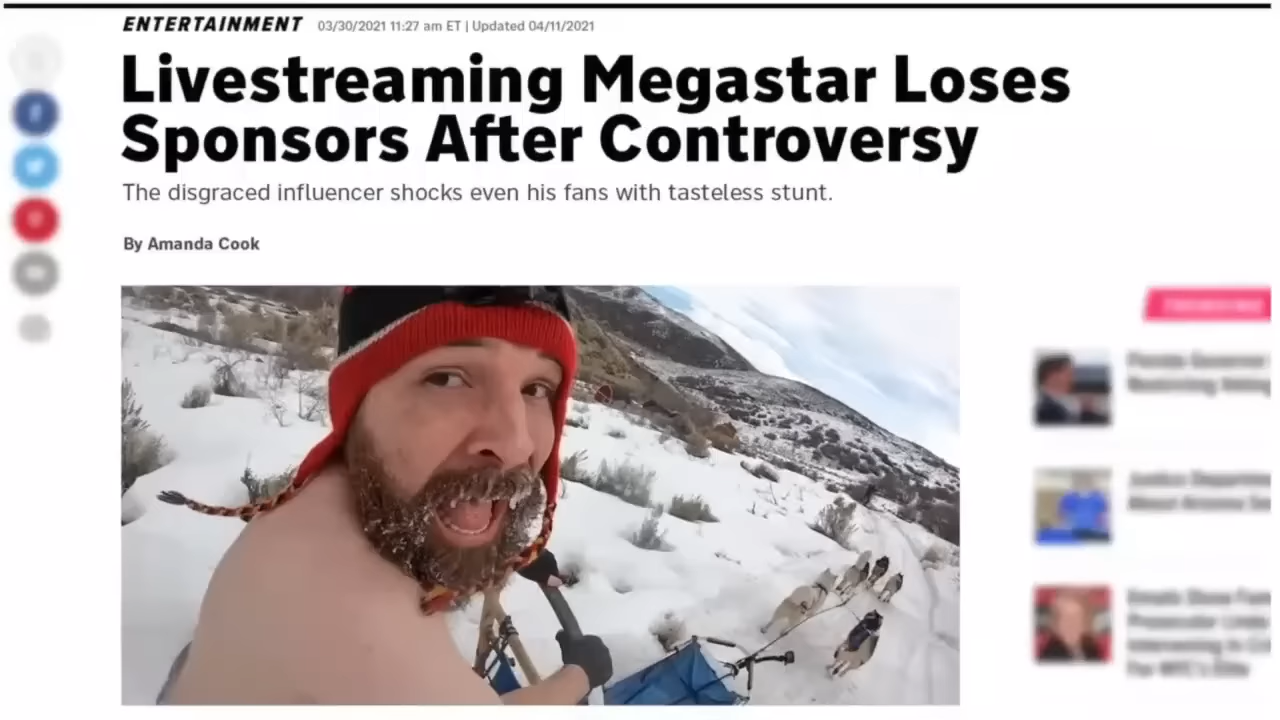 ENTERTAINMENT 03/30/2021 11:27 am ET | Updated 04/11/2021
Livestreaming Megastar Loses
Sponsors After Controversy
The disgraced influencer shocks even his fans with tasteless stunt.
By Amanda Cook